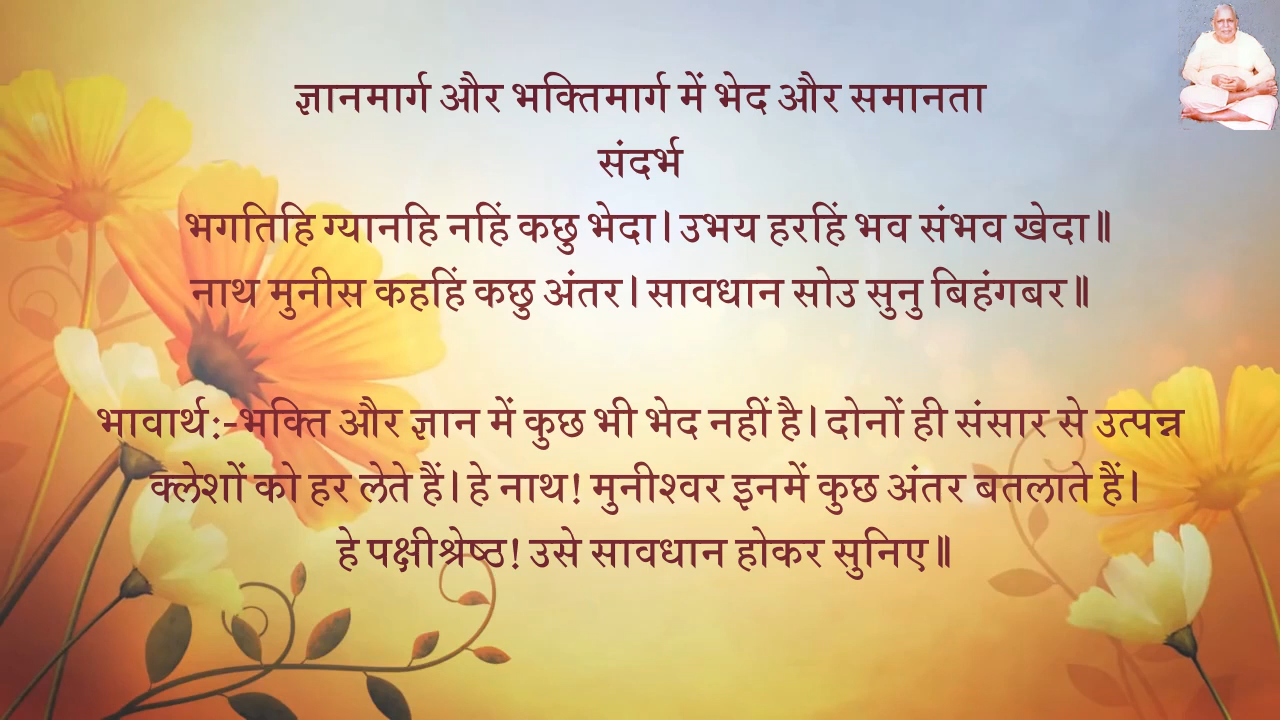 ज्ञानमार्ग और भक्तिमार्ग में भेद और समानता
संदर्भ
भगतिहि ग्यानहि नहिं कछु भेदा। उभय हरहिं भव संभव खेदा॥
नाथ मुनीस कहहिं कछु अंतर। सावधान सोउ सुनु बिहंगबर॥
भावार्थ:-भक्ति और ज्ञान में कुछ भी भेद नहीं है। दोनों ही संसार से उत्पन्न
क्लेशों को हर लेते हैं। हे नाथ! मुनीश्वर इनमें कुछ अंतर बतलाते हैं।
हे पक्षीश्रेष्ठ! उसे सावधान होकर सुनिए॥